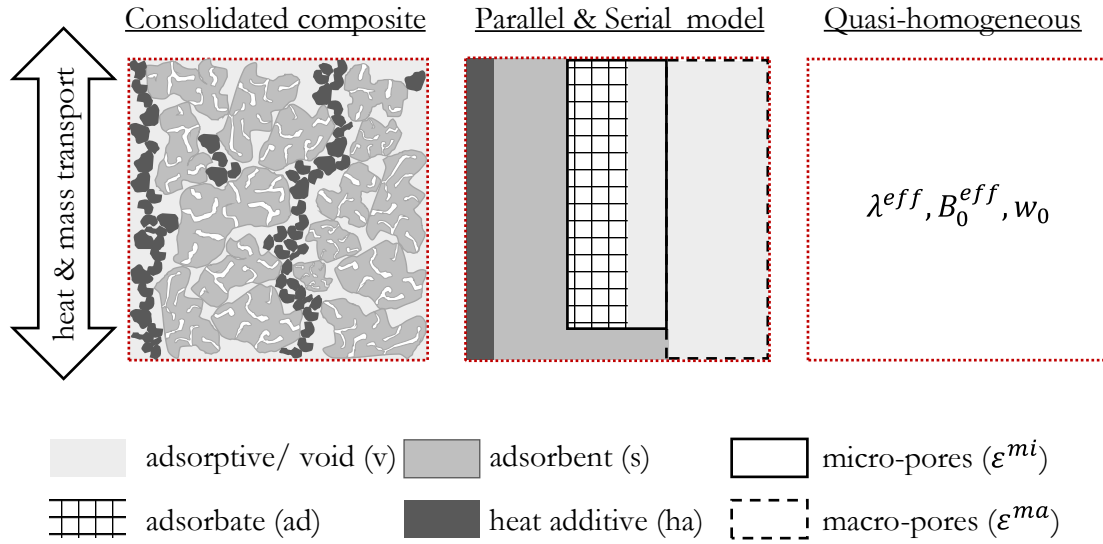 Consolidated composite
Parallel & Serial model
Quasi-homogeneous
heat & mass transport
λ^{eff}, B_0^{eff}, w_0
adsorptive/ void (v)
adsorbent (s)
micro-pores (ε^{mi})
adsorbate (ad)
heat additive (ha)
macro-pores (ε^{ma})